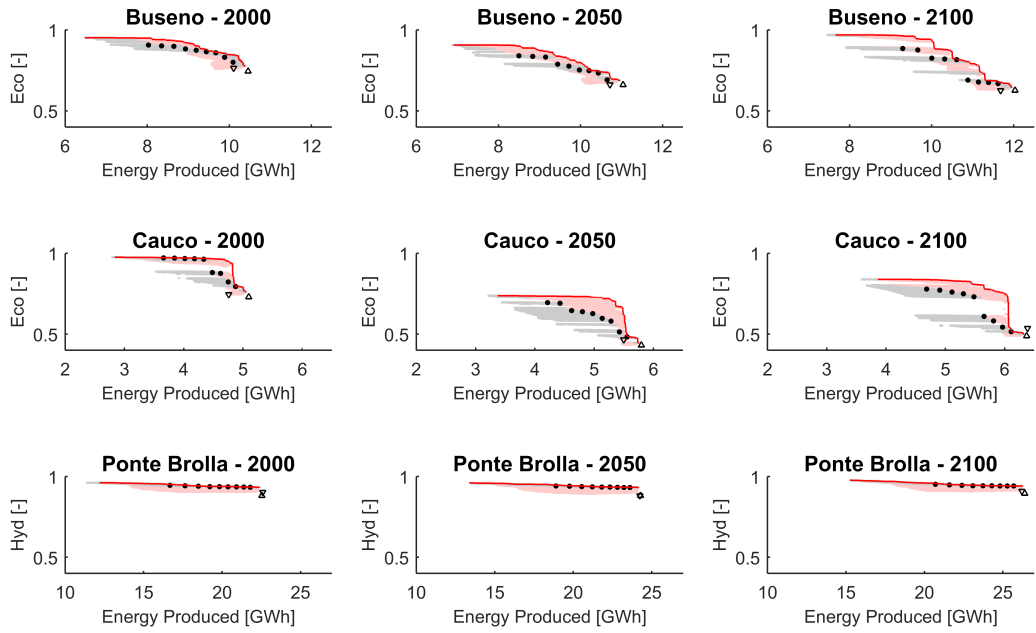 Buseno - 2000
Buseno - 2050
Buseno - 2100
1
0.5
Eco [-]
6 8 10 12
Energy Produced [GWh]
1
0.5
Eco [-]
6 8 10 12
Energy Produced [GWh]
1
0.5
Eco [-]
6 8 10 12
Energy Produced [GWh]
Cauco - 2000
Cauco - 2050
Cauco - 2100
1
0.5
Eco [-]
2 3 4 5 6
Energy Produced [GWh]
1
0.5
Eco [-]
2 3 4 5 6
Energy Produced [GWh]
1
0.5
Eco [-]
2 3 4 5 6
Energy Produced [GWh]
Ponte Brolla - 2000
Ponte Brolla - 2050
Ponte Brolla - 2100
1
0.5
Hyd [-]
10 15 20 25
Energy Produced [GWh]
1
0.5
Hyd [-]
10 15 20 25
Energy Produced [GWh]
1
0.5
Hyd [-]
10 15 20 25
Energy Produced [GWh]